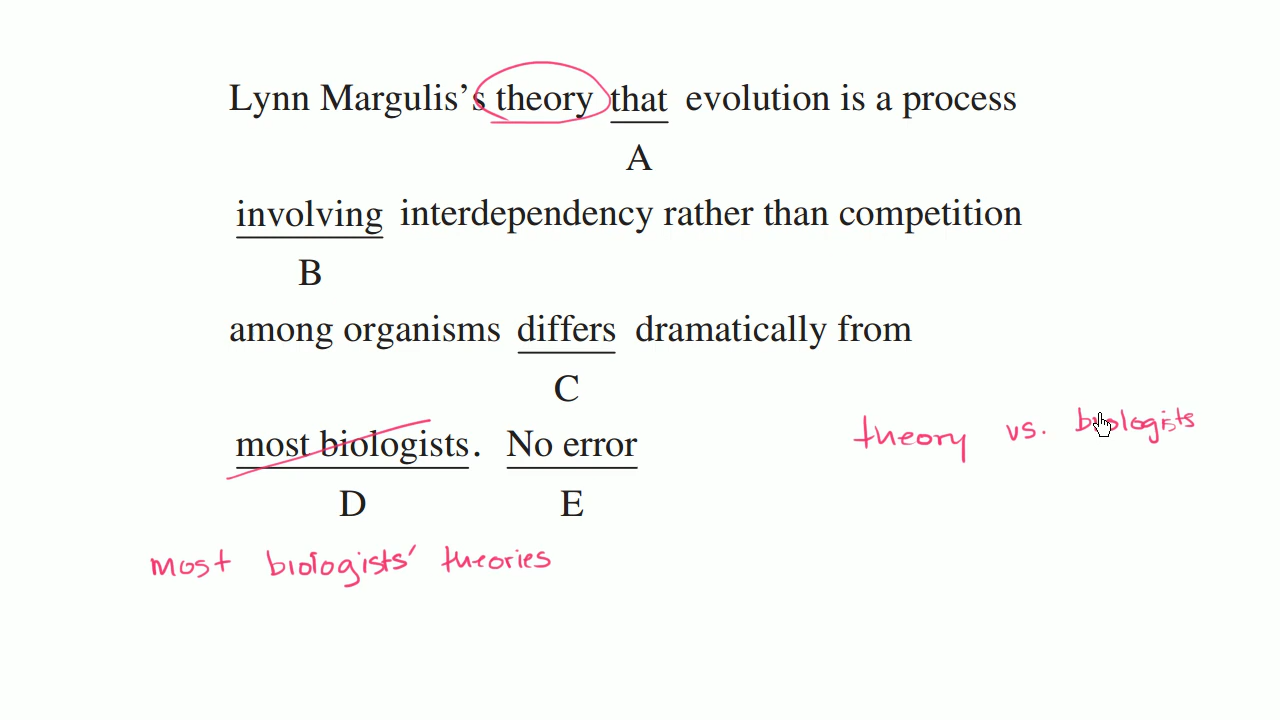 Lynn Margulis’s theory that evolution is a process
A
involving interdependency rather than competition
B
among organisms differs dramatically from
C
most biologists. No error
D E
theory vs. biologists
most biologists' theories